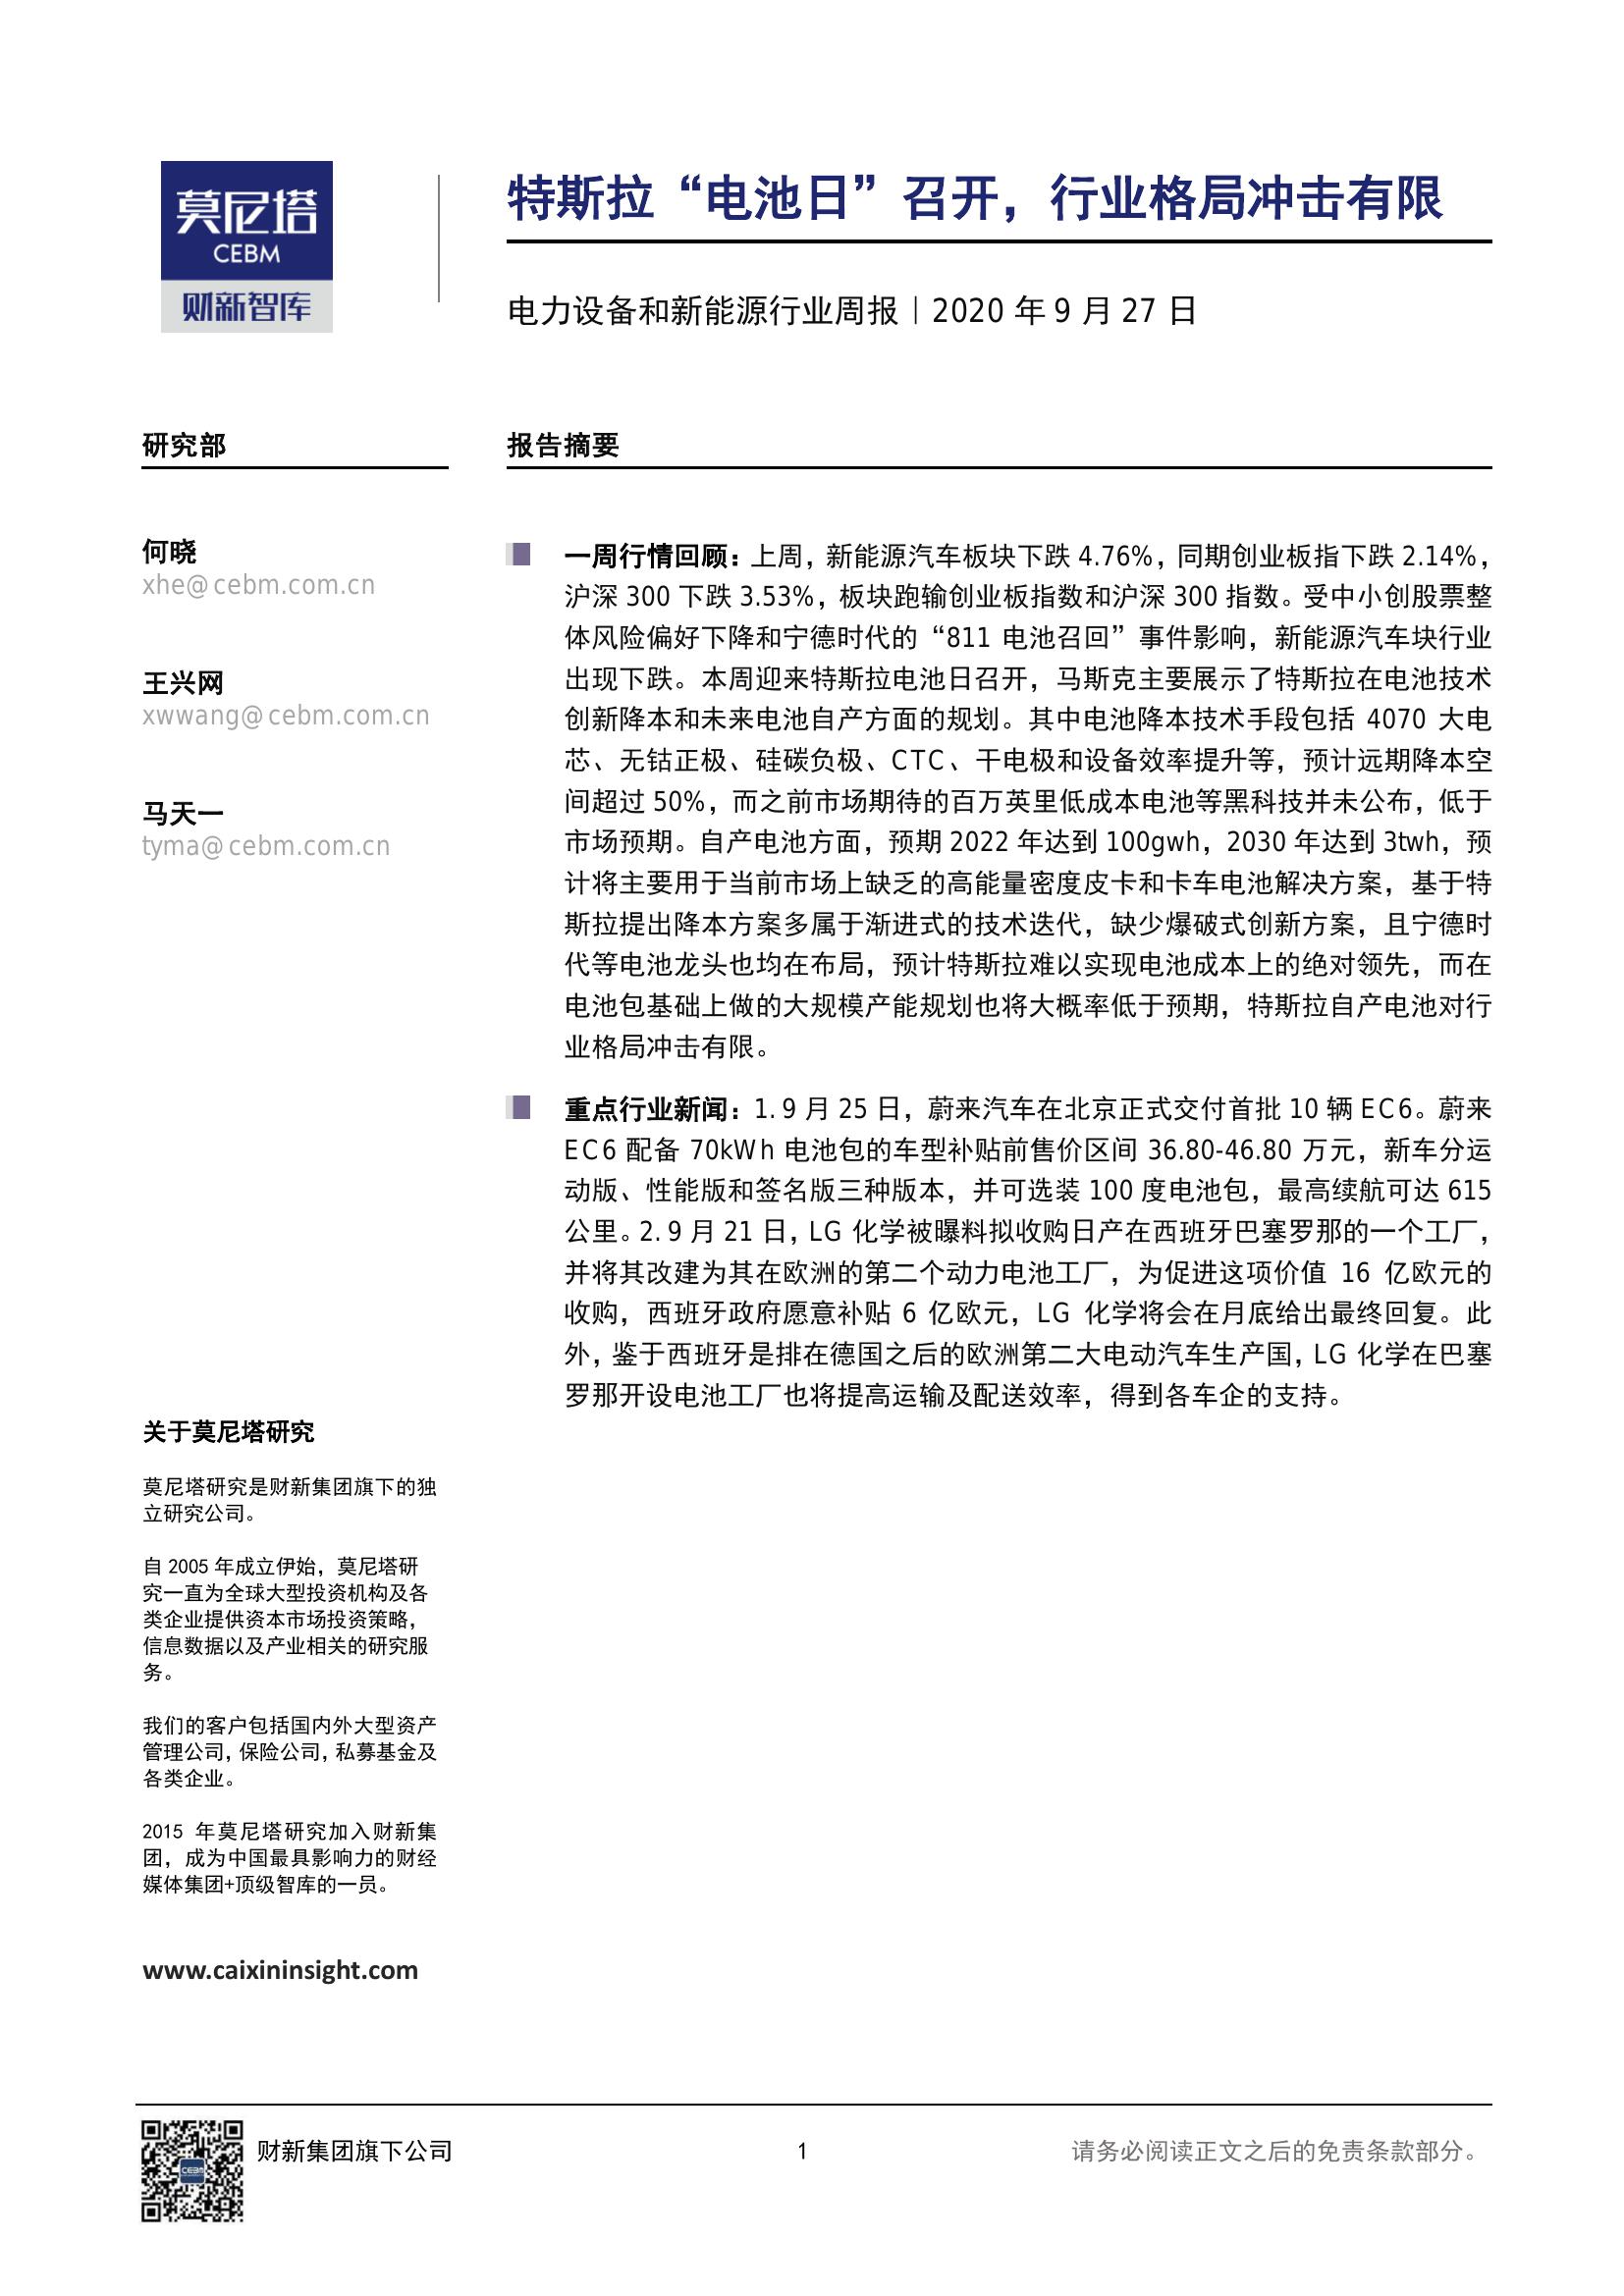 莫尼塔
CEBM
财新智库
特斯拉“电池日”召开，行业格局冲击有限
电力设备和新能源行业周报︱2020 年 9 月 27 日
研究部
何晓
xhe@cebm.com.cn
王兴网
xwwang@cebm.com.cn
马天一
tyma@cebm.com.cn
报告摘要
一周行情回顾：上周，新能源汽车板块下跌 4.76%，同期创业板指下跌 2.14%，
沪深 300 下跌 3.53%，板块跑输创业板指数和沪深 300 指数。受中小创股票整
体风险偏好下降和宁德时代的“811 电池召回”事件影响，新能源汽车块行业
出现下跌。本周迎来特斯拉电池日召开，马斯克主要展示了特斯拉在电池技术
创新降本和未来电池自产方面的规划。其中电池降本技术手段包括 4070 大电
芯、无钴正极、硅碳负极、CTC、干电极和设备效率提升等，预计远期降本空
间超过 50%，而之前市场期待的百万英里低成本电池等黑科技并未公布，低于
市场预期。自产电池方面，预期 2022 年达到 100gwh，2030 年达到 3twh，预
计将主要用于当前市场上缺乏的高能量密度皮卡和卡车电池解决方案，基于特
斯拉提出降本方案多属于渐进式的技术迭代，缺少爆破式创新方案，且宁德时
代等电池龙头也均在布局，预计特斯拉难以实现电池成本上的绝对领先，而在
电池包基础上做的大规模产能规划也将大概率低于预期，特斯拉自产电池对行
业格局冲击有限。
重点行业新闻：1. 9 月 25 日，蔚来汽车在北京正式交付首批 10 辆 EC6。蔚来
EC6 配备 70kWh 电池包的车型补贴前售价区间 36.80-46.80 万元，新车分运
动版、性能版和签名版三种版本，并可选装 100 度电池包，最高续航可达 615
公里。2. 9 月 21 日，LG 化学被曝料拟收购日产在西班牙巴塞罗那的一个工厂，
并将其改建为其在欧洲的第二个动力电池工厂，为促进这项价值 16 亿欧元的
收购，西班牙政府愿意补贴 6 亿欧元，LG 化学将会在月底给出最终回复。此
外，鉴于西班牙是排在德国之后的欧洲第二大电动汽车生产国，LG 化学在巴塞
罗那开设电池工厂也将提高运输及配送效率，得到各车企的支持。
关于莫尼塔研究
莫尼塔研究是财新集团旗下的独
立研究公司。
自 2005 年成立伊始，莫尼塔研
究一直为全球大型投资机构及各
类企业提供资本市场投资策略，
信息数据以及产业相关的研究服
务。
我们的客户包括国内外大型资产
管理公司，保险公司，私募基金及
各类企业。
2015 年莫尼塔研究加入财新集
团，成为中国最具影响力的财经
媒体集团+顶级智库的一员。
www.caixininsight.com
CEBM
财新集团旗下公司
1
请务必阅读正文之后的免责条款部分。